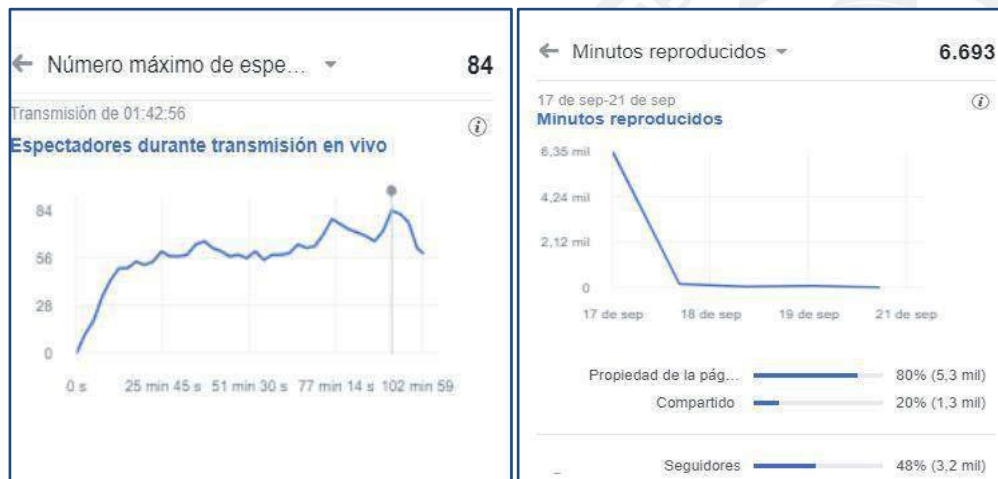 ← Número máximo de espe... 84
Transmisión de 01:42:56
Espectadores durante transmisión en vivo
84
56
28
0
0 s 25 min 45 s 51 min 30 s 77 min 14 s 102 min 59
← Minutos reproducidos 6.693
17 de sep-21 de sep
Minutos reproducidos
6,35 mil
4,24 mil
2,12 mil
0
17 de sep 18 de sep 19 de sep 21 de sep
Propiedad de la pág... 80% (5,3 mil)
Compartido 20% (1,3 mil)
Seguidores 48% (3,2 mil)